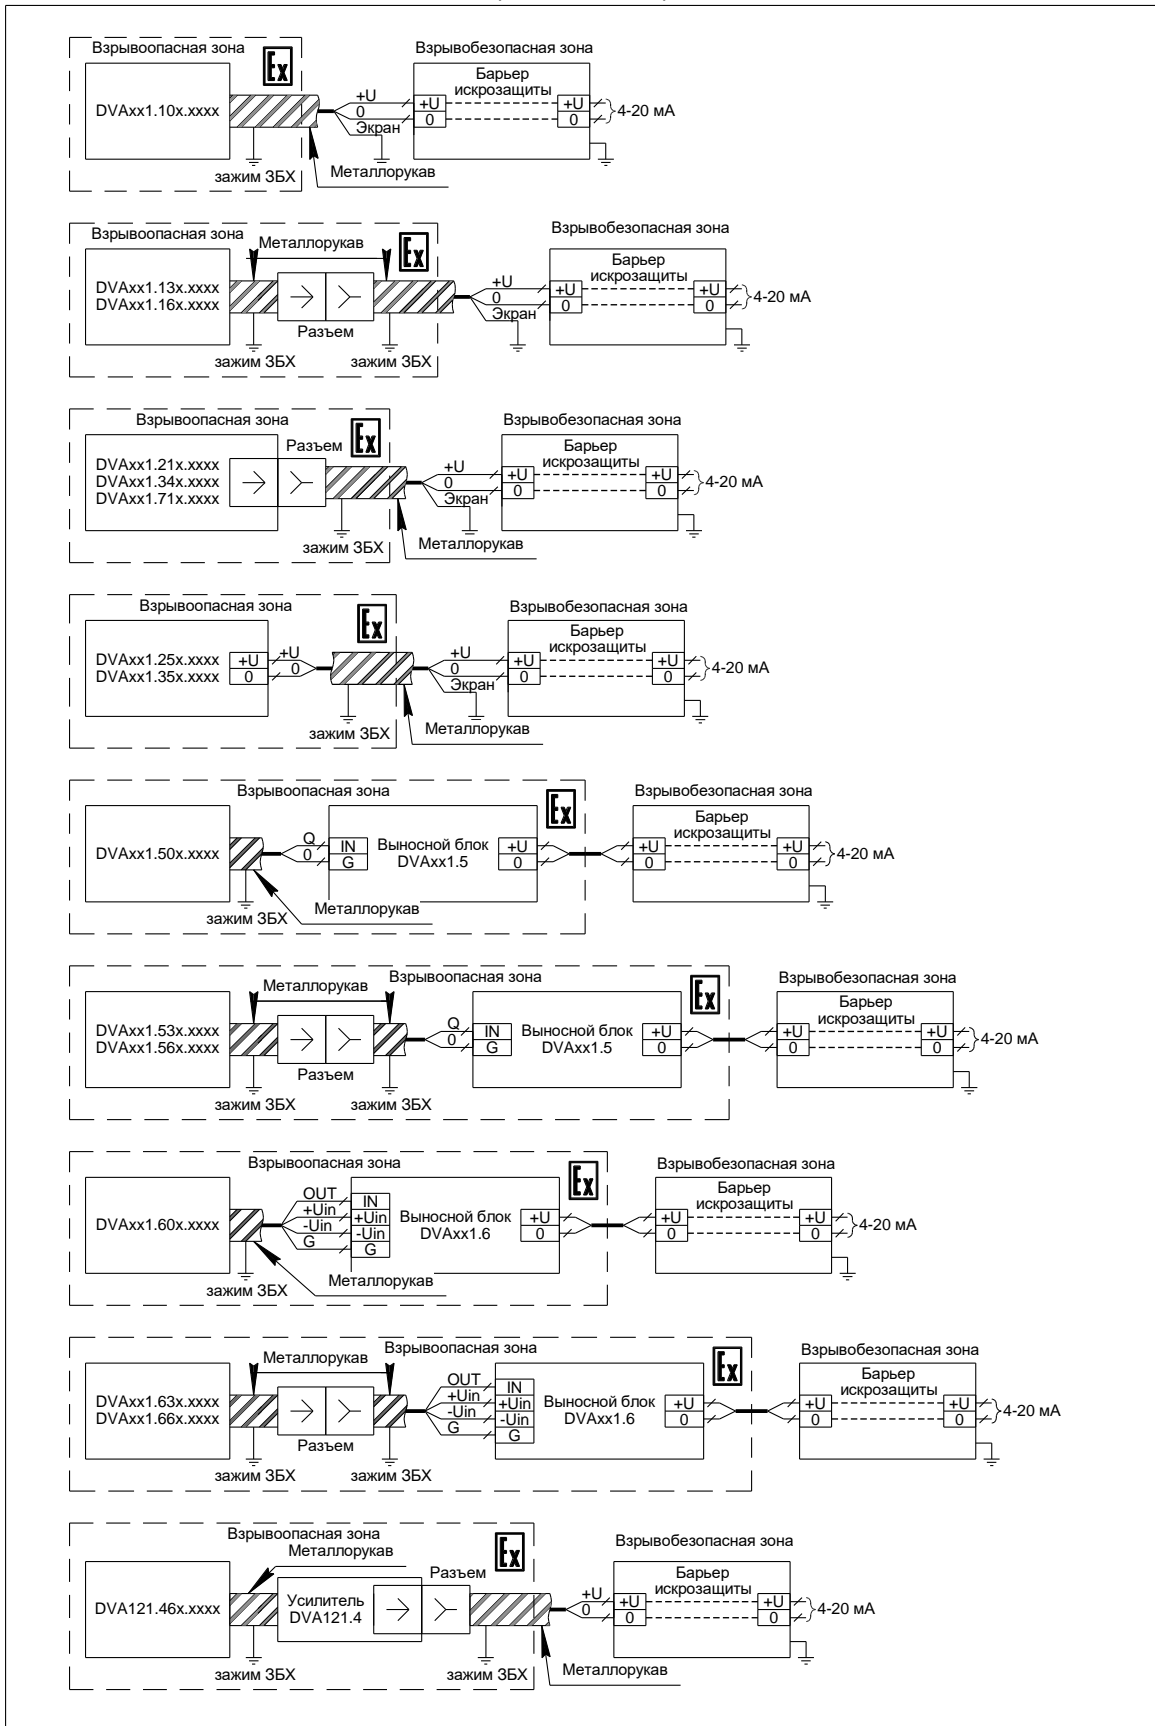 Взрывоопасная зона
Взрывобезопасная зона
Ex
DVAxx1.10x.xxxx
+U
0
Экран
Барьер
искрозащиты
+U
0
+U
0
4-20 мА
зажим ЗБХ
Металлорукав
Взрывоопасная зона
Взрывобезопасная зона
Металлорукав
Ex
DVAxx1.13x.xxxx
DVAxx1.16x.xxxx
Разъем
+U
0
Экран
Барьер
искрозащиты
+U
0
+U
0
4-20 мА
зажим ЗБХ
зажим ЗБХ
Взрывоопасная зона
Взрывобезопасная зона
Разъем
Ex
DVAxx1.21x.xxxx
DVAxx1.34x.xxxx
DVAxx1.71x.xxxx
+U
0
Экран
Барьер
искрозащиты
+U
0
+U
0
4-20 мА
зажим ЗБХ
Металлорукав
Взрывоопасная зона
Взрывобезопасная зона
Ex
DVAxx1.25x.xxxx
DVAxx1.35x.xxxx
+U
0
+U
0
+U
0
Экран
Барьер
искрозащиты
+U
0
+U
0
4-20 мА
зажим ЗБХ
Металлорукав
Взрывоопасная зона
Взрывобезопасная зона
Ex
DVAxx1.50x.xxxx
Q
0
IN
G
Выносной блок
DVAxx1.5
+U
0
Барьер
искрозащиты
+U
0
+U
0
4-20 мА
зажим ЗБХ
Металлорукав
Взрывоопасная зона
Взрывобезопасная зона
Металлорукав
Ex
DVAxx1.53x.xxxx
DVAxx1.56x.xxxx
Разъем
Q
0
IN
G
Выносной блок
DVAxx1.5
+U
0
Барьер
искрозащиты
+U
0
+U
0
4-20 мА
зажим ЗБХ
зажим ЗБХ
Взрывоопасная зона
Взрывобезопасная зона
Ex
DVAxx1.60x.xxxx
OUT
+Uin
-Uin
G
IN
+Uin
-Uin
G
Выносной блок
DVAxx1.6
+U
0
Барьер
искрозащиты
+U
0
+U
0
4-20 мА
зажим ЗБХ
Металлорукав
Взрывоопасная зона
Взрывобезопасная зона
Металлорукав
Ex
DVAxx1.63x.xxxx
DVAxx1.66x.xxxx
Разъем
OUT
+Uin
-Uin
G
IN
+Uin
-Uin
G
Выносной блок
DVAxx1.6
+U
0
Барьер
искрозащиты
+U
0
+U
0
4-20 мА
зажим ЗБХ
зажим ЗБХ
Взрывоопасная зона
Взрывобезопасная зона
Металлорукав
Ex
DVA121.46x.xxxx
Усилитель
DVA121.4
Разъем
+U
0
Барьер
искрозащиты
+U
0
+U
0
4-20 мА
зажим ЗБХ
зажим ЗБХ
Металлорукав